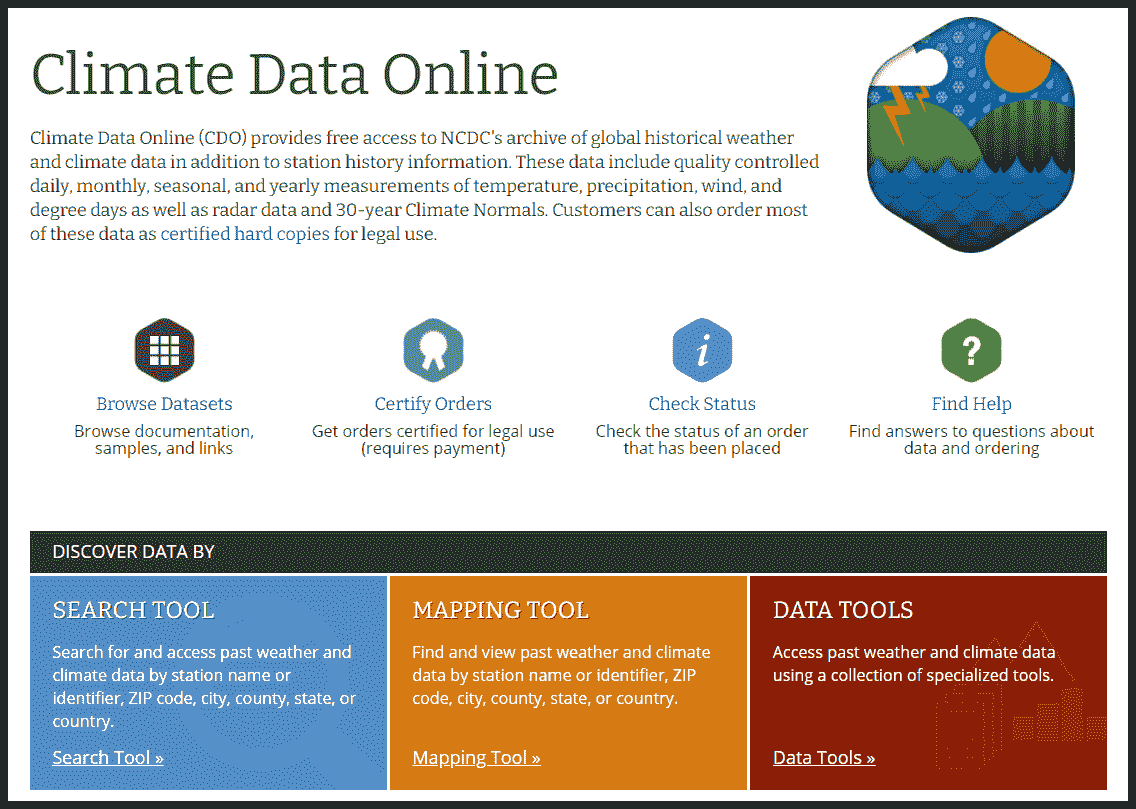 Climate Data Online
Climate Data Online (CDO) provides free access to NCDC's archive of global historical weather
and climate data in addition to station history information. These data include quality controlled
daily, monthly, seasonal, and yearly measurements of temperature, precipitation, wind, and
degree days as well as radar data and 30-year Climate Normals. Customers can also order most
of these data as certified hard copies for legal use.
i
?
Browse Datasets
Certify Orders
Check Status
Find Help
Browse documentation,
samples, and links
Get orders certified for legal use
(requires payment)
Check the status of an order
that has been placed
Find answers to questions about
data and ordering
DISCOVER DATA BY
SEARCH TOOL
Search for and access past weather and
climate data by station name or
identifier, ZIP code, city, county, state, or
country.
Search Tool »
MAPPING TOOL
Find and view past weather and climate
data by station name or identifier, ZIP
code, city, county, state, or country.
Mapping Tool »
DATA TOOLS
Access past weather and climate data
using a collection of specialized tools.
Data Tools »